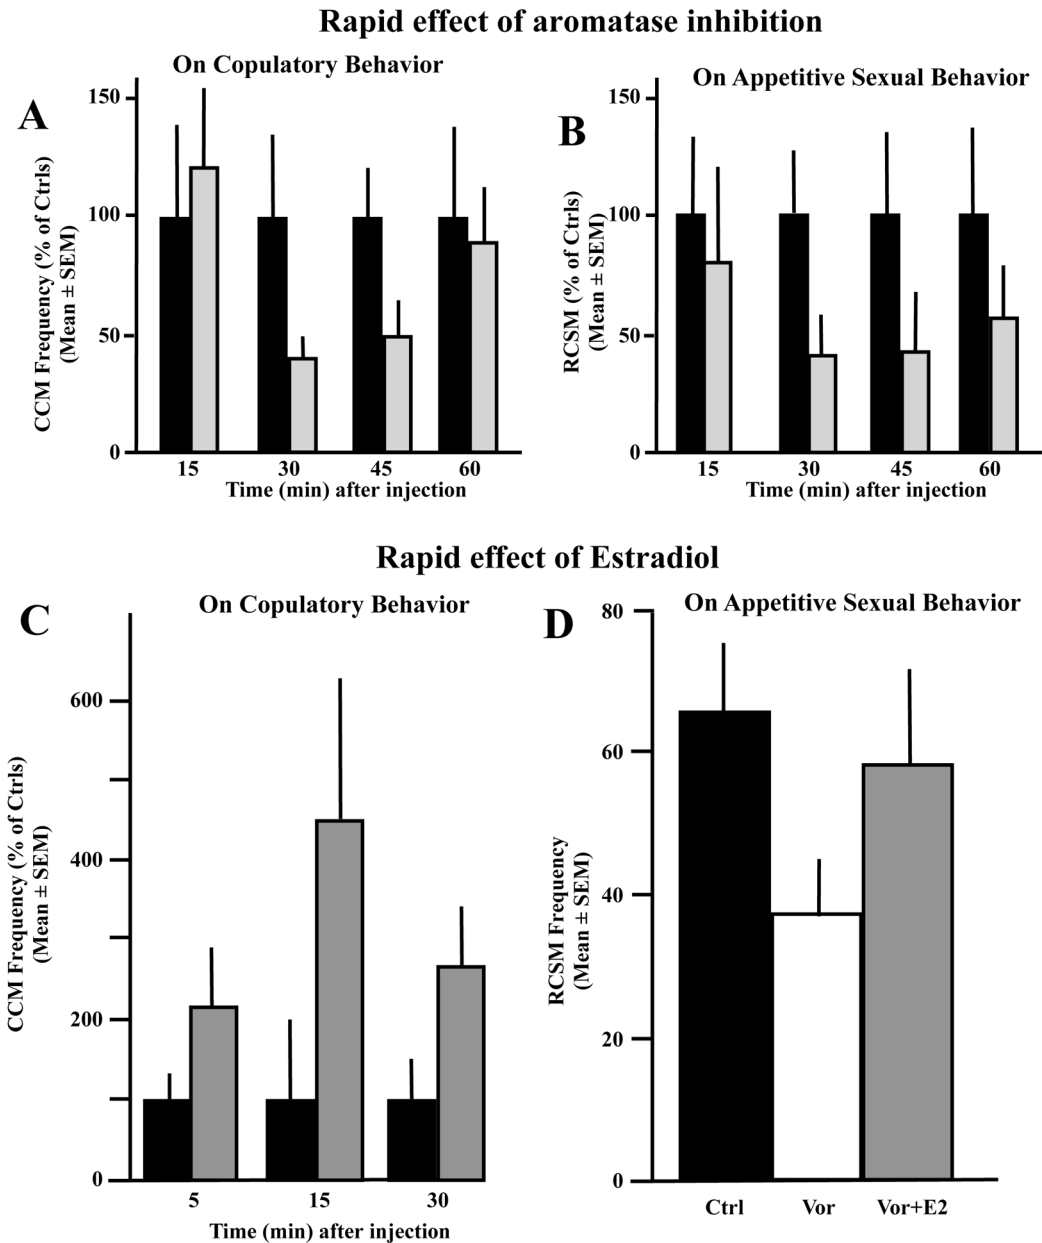 Rapid effect of aromatase inhibition
On Copulatory Behavior
A
CCM Frequency (% of Ctrls)
(Mean ± SEM)
150
100
50
0
15 30 45 60
Time (min) after injection
On Appetitive Sexual Behavior
B
RCSM (% of Ctrls)
(Mean ± SEM)
150
100
50
0
15 30 45 60
Time (min) after injection
Rapid effect of Estradiol
On Copulatory Behavior
C
CCM Frequency (% of Ctrls)
(Mean ± SEM)
600
400
200
0
5 15 30
Time (min) after injection
On Appetitive Sexual Behavior
D
RCSM Frequency
(Mean ± SEM)
80
60
40
20
0
Ctrl Vor Vor+E2